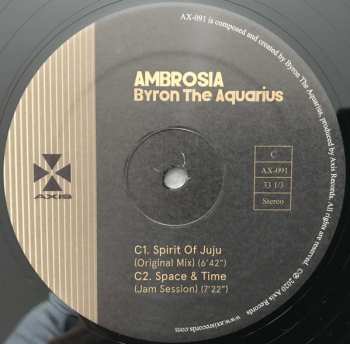 AX-091 is composed and created by Byron The Aquarius, produced by Axis Records. All rights are reserved. ©℗ 2020 Axis Records
AMBROSIA
Byron The Aquarius
AXIS
C
AX-091
33 1/3
Stereo
C1. Spirit Of Juju
(Original Mix) (6'42")
C2. Space & Time
(Jam Session) (7'22")
www.axisrecords.com